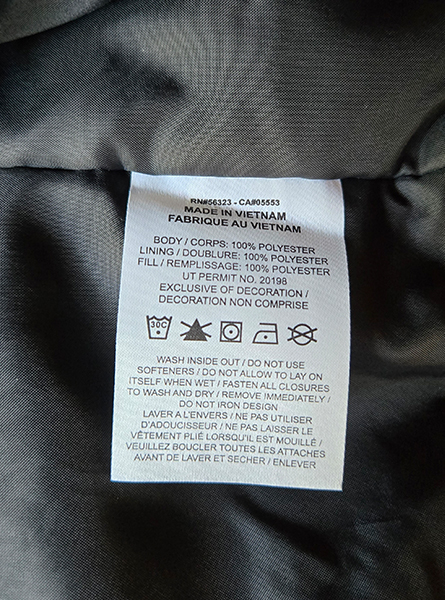 RN#56323 - CA#05553
MADE IN VIETNAM
FABRIQUE AU VIETNAM
BODY / CORPS: 100% POLYESTER
LINING / DOUBLURE: 100% POLYESTER
FILL / REMPLISSAGE: 100% POLYESTER
UT PERMIT NO. 20198
EXCLUSIVE OF DECORATION /
DECORATION NON COMPRISE
30C
WASH INSIDE OUT / DO NOT USE
SOFTENERS / DO NOT ALLOW TO LAY ON
ITSELF WHEN WET / FASTEN ALL CLOSURES
TO WASH AND DRY / REMOVE IMMEDIATELY /
DO NOT IRON DESIGN
LAVER A L'ENVERS / NE PAS UTILISER
D'ADOUCISSEUR / NE PAS LAISSER LE
VÊTEMENT PLIÉ LORSQU'IL EST MOUILLÉ /
VEUILLEZ BOUCLER TOUTES LES ATTACHES
AVANT DE LAVER ET SECHER / ENLEVER